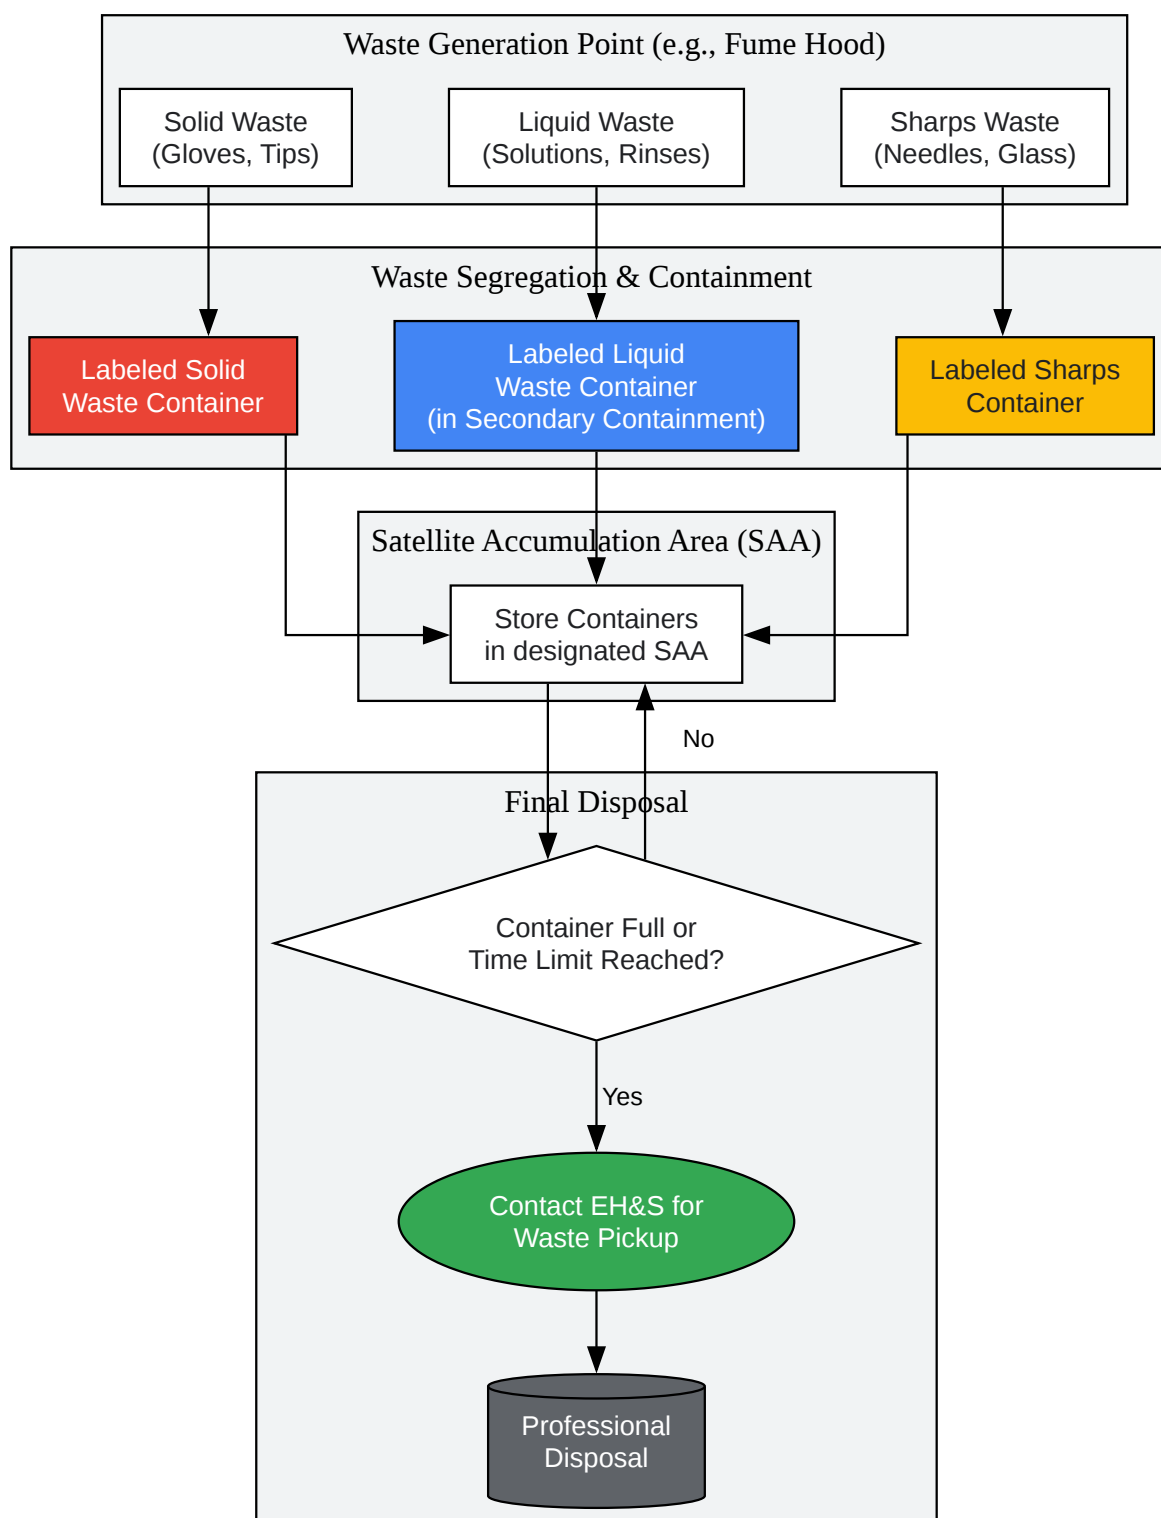 Waste Generation Point (e.g., Fume Hood)
Solid Waste
(Gloves, Tips)
Liquid Waste
(Solutions, Rinses)
Sharps Waste
(Needles, Glass)
Waste Segregation & Containment
Labeled Solid
Waste Container
Labeled Liquid
Waste Container
(in Secondary Containment)
Labeled Sharps
Container
Satellite Accumulation Area (SAA)
Store Containers
in designated SAA
No
Final Disposal
Container Full or
Time Limit Reached?
Yes
Contact EH&S for
Waste Pickup
Professional
Disposal